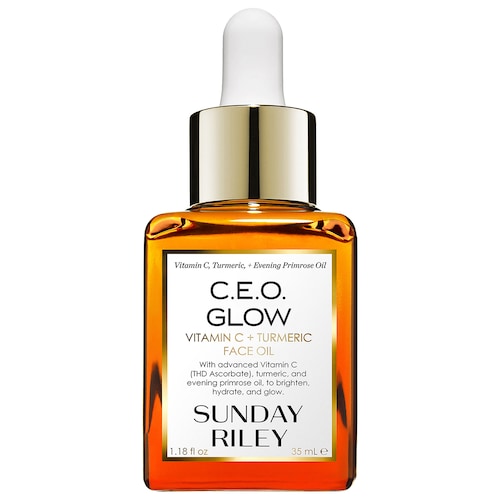 Vitamin C, Turmeric, + Evening Primrose Oil
C.E.O.
GLOW
VITAMIN C + TURMERIC
FACE OIL
With advanced Vitamin C
(THD Ascorbate), turmeric, and
evening primrose oil, to brighten,
hydrate, and glow.
SUNDAY
RILEY
1.18 fl oz 35 mL ℮